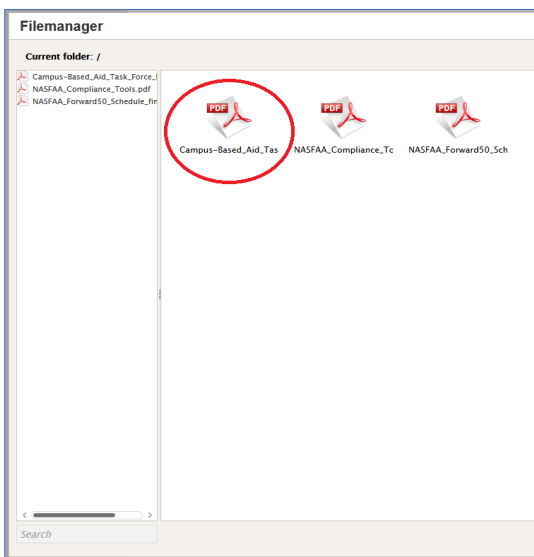 Filemanager
Current folder: /
Campus-Based_Aid_Task_Force_
NASFAA_Compliance_Tools.pdf
NASFAA_Forward50_Schedule_fin
PDF
PDF
PDF
Campus-Based_Aid_Tas
NASFAA_Compliance_Tc
NASFAA_Forward50_Sch
Search